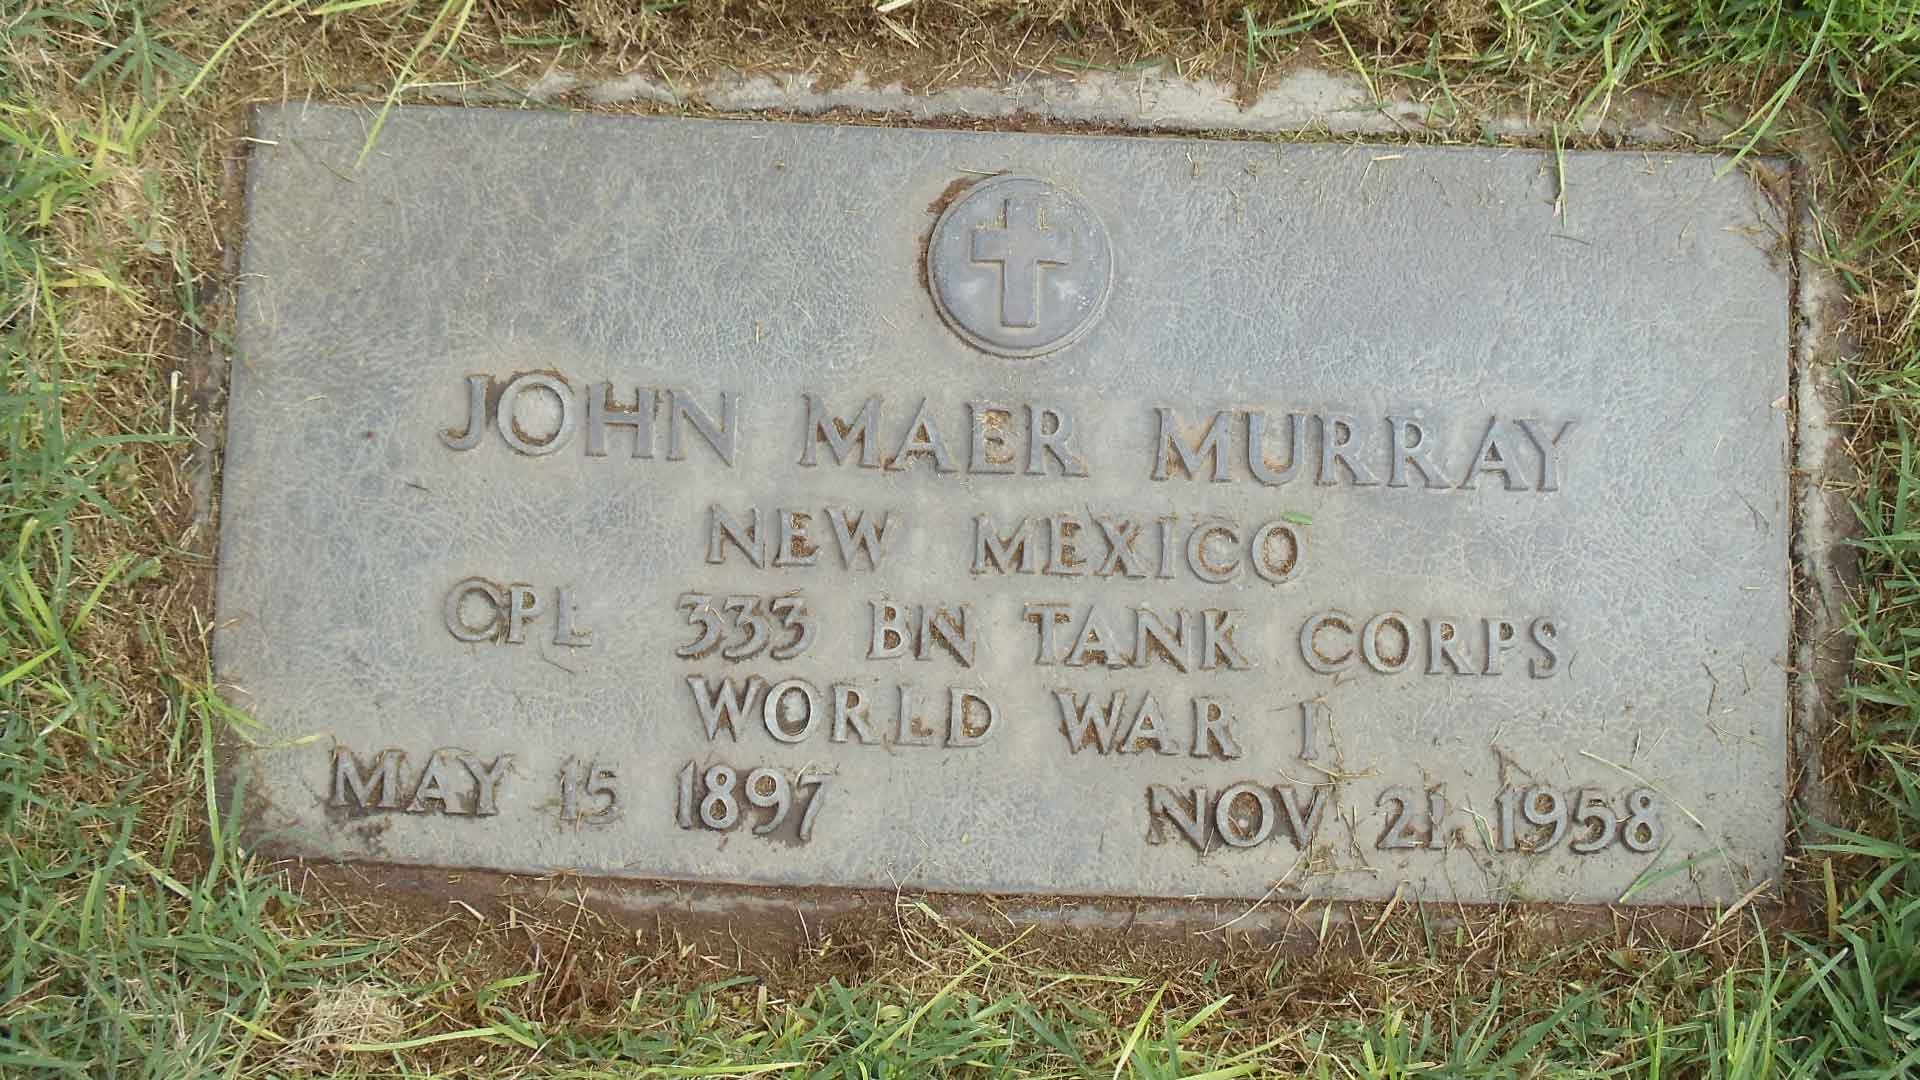 JOHN MAER MURRAY
NEW MEXICO
CPL 333 BN TANK CORPS
WORLD WAR I
MAY 15 1897 NOV 21 1958